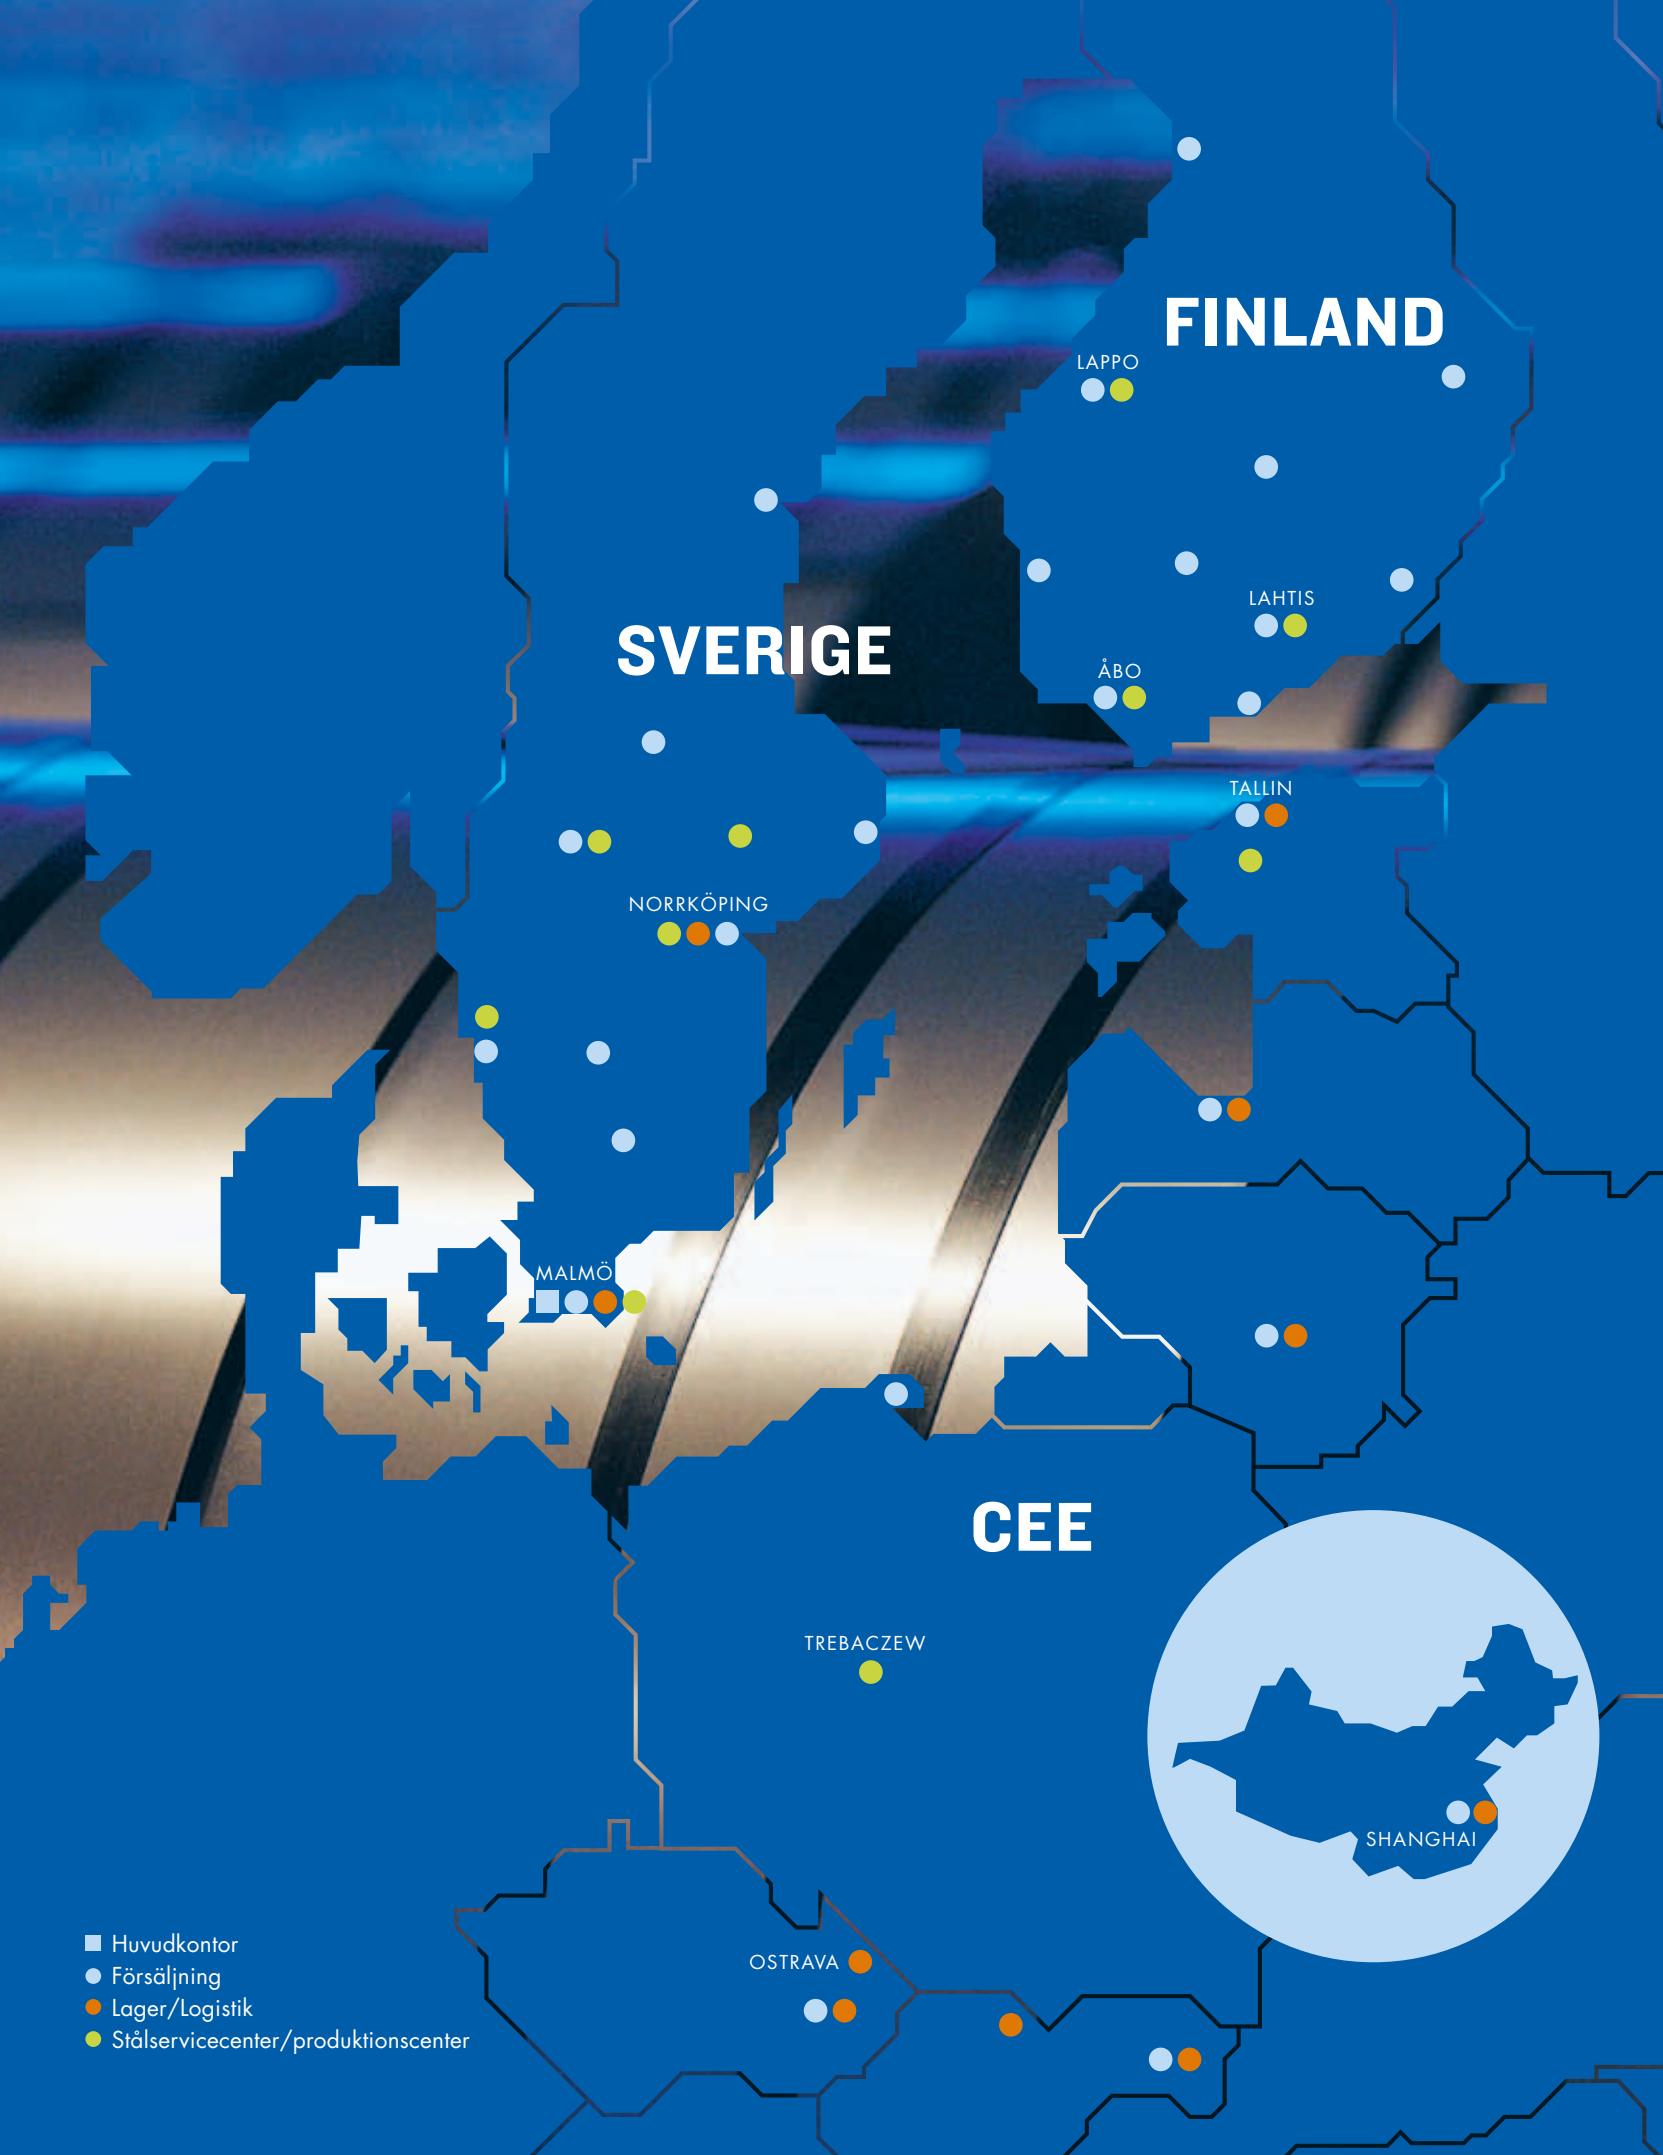 FINLAND
LAPPO
LAHTIS
SVERIGE
ÅBO
TALLIN
NORRKÖPING
MALMÖ
CEE
TREBACZEW
SHANGHAI
OSTRAVA
Huvudkontor
Försäljning
Lager/Logistik
Stålservicecenter/produktionscenter